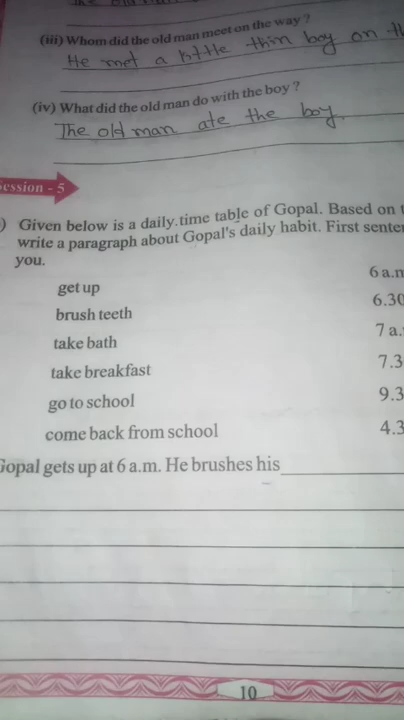 (iii) Whom did the old man meet on the way ?
He met a little thin boy on
(iv) What did the old man do with the boy ?
The old man ate the boy.
ession - 5
) Given below is a daily.time table of Gopal. Based on
write a paragraph about Gopal's daily habit. First
you.
get up 6 a.
brush teeth 6.30
take bath 7 a.
take breakfast 7.3
go to school 9.3
come back from school 4.3
Gopal gets up at 6 a.m. He brushes his
10